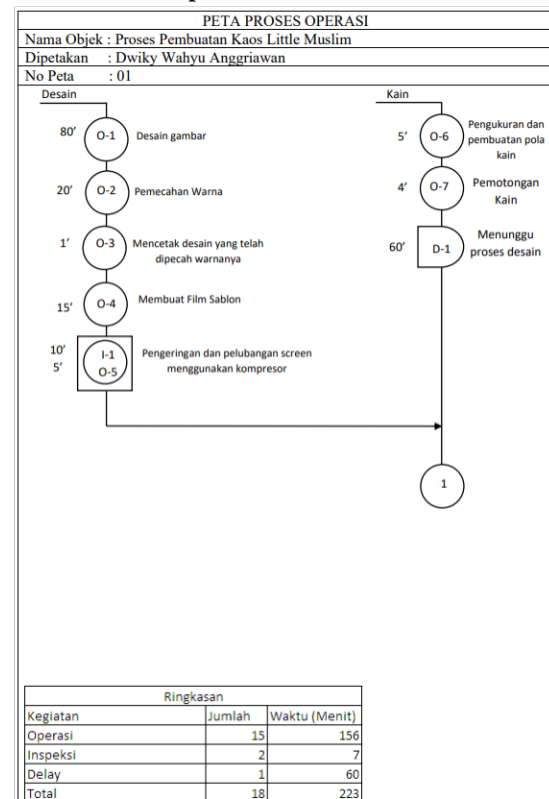 PETA PROSES OPERASI
Nama Objek : Proses Pembuatan Kaos Little Muslim
Dipetakan : Dwiky Wahyu Anggriawan
No Peta : 01
Desain
80' O-1 Desain gambar
20' O-2 Pemecahan Warna
1' O-3 Mencetak desain yang telah
dipecah warnanya
15' O-4 Membuat Film Sablon
10' I-1 Pengeringan dan pelubangan screen
5' O-5 menggunakan kompresor
Kain
5' O-6 Pengukuran dan
pembuatan pola
kain
4' O-7 Pemotongan
Kain
60' D-1 Menunggu
proses desain
1
Ringkasan
Kegiatan Jumlah Waktu (Menit)
Operasi 15 156
Inspeksi 2 7
Delay 1 60
Total 18 223